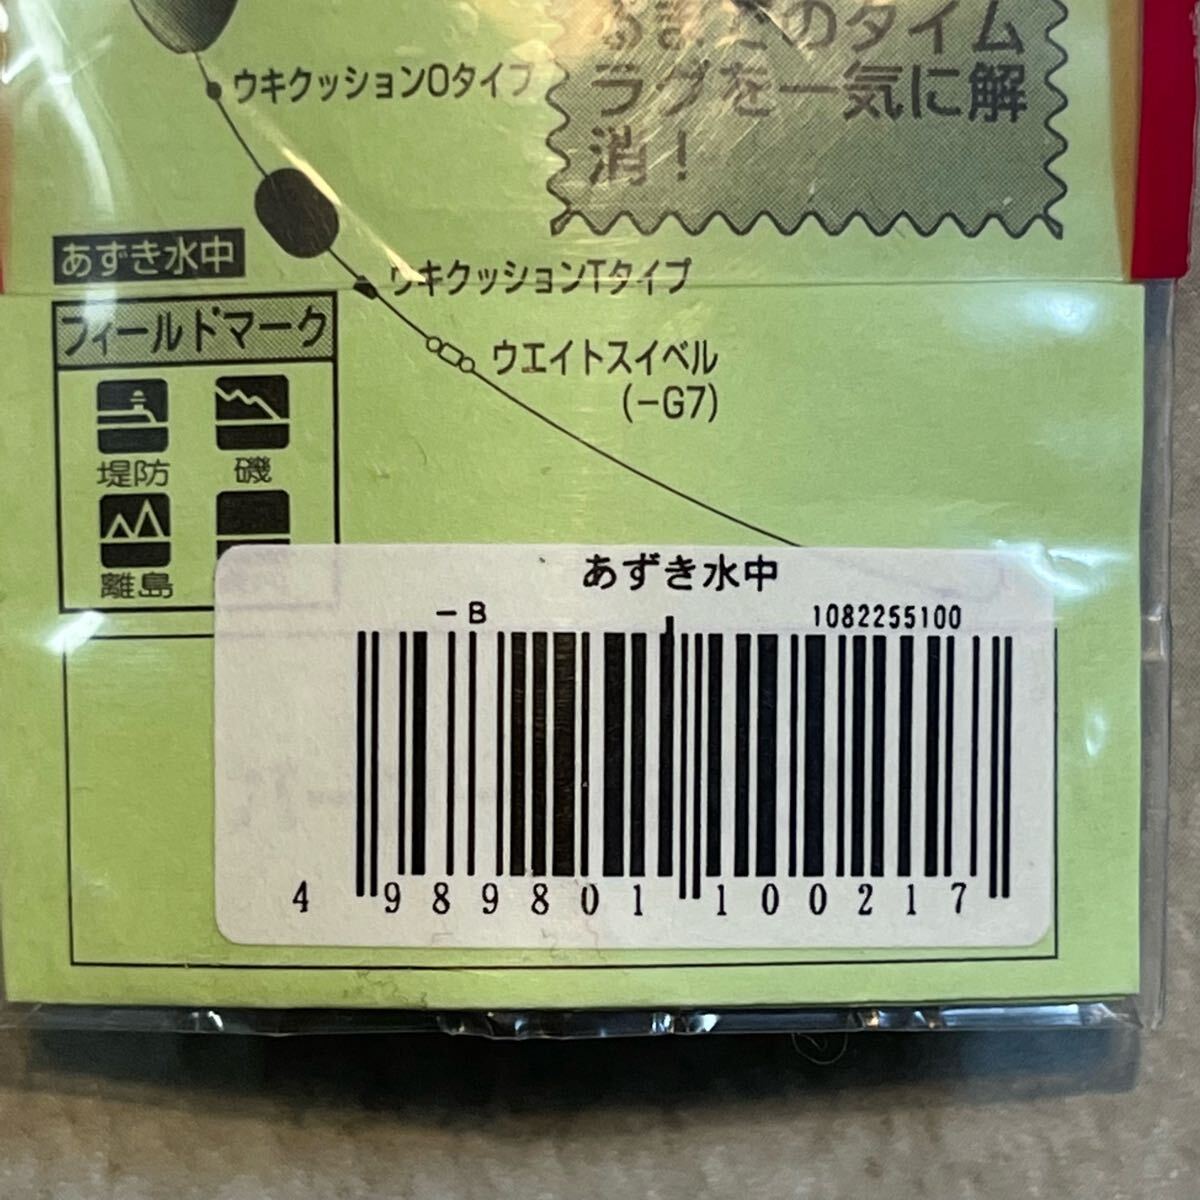 のタイム
ラグを一気に解
消!
ウキクッションOタイプ
あずき水中
ウキクッションTタイプ
フィールドマーク
ウエイトスイベル
(-G7)
堤防 磯
離島
あずき水中
-B 1082255100
4 989801 100217